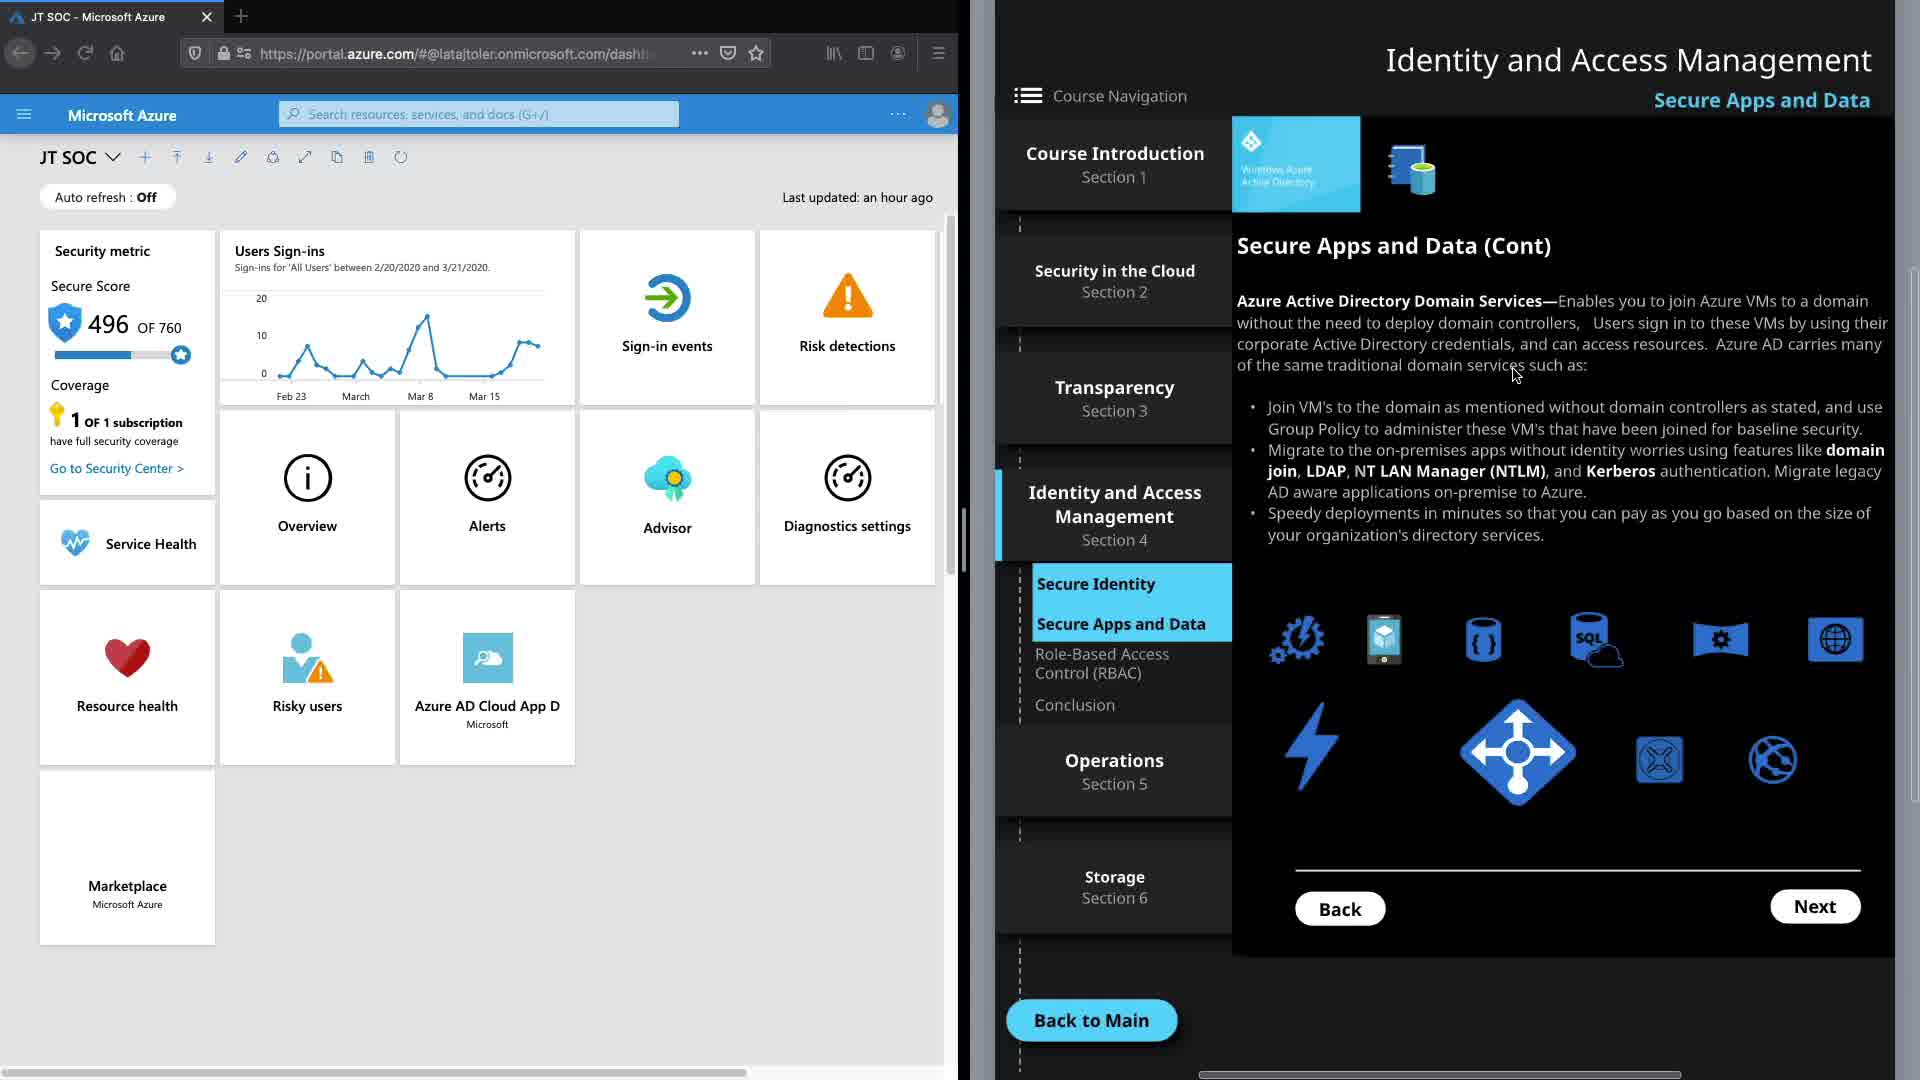 JT SOC - Microsoft Azure
https://portal.azure.com/#@latajtoler.onmicrosoft.com/dashb
Microsoft Azure
Search resources, services, and docs (G+/)
JT SOC
Auto refresh : Off
Last updated: an hour ago
Security metric
Secure Score
496 OF 760
Coverage
1 OF 1 subscription
have full security coverage
Go to Security Center >
Users Sign-ins
Sign-ins for 'All Users' between 2/20/2020 and 3/21/2020.
20
10
0
Feb 23 March Mar 8 Mar 15
Sign-in events
Risk detections
Service Health
Overview
Alerts
Advisor
Diagnostics settings
Resource health
Risky users
Azure AD Cloud App D
Microsoft
Marketplace
Microsoft Azure
Identity and Access Management
Secure Apps and Data
Course Navigation
Course Introduction
Section 1
Security in the Cloud
Section 2
Transparency
Section 3
Identity and Access
Management
Section 4
Secure Identity
Secure Apps and Data
Role-Based Access
Control (RBAC)
Conclusion
Operations
Section 5
Storage
Section 6
Back to Main
Windows Azure
Active Directory
Secure Apps and Data (Cont)
Azure Active Directory Domain Services—Enables you to join Azure VMs to a domain
without the need to deploy domain controllers, Users sign in to these VMs by using their
corporate Active Directory credentials, and can access resources. Azure AD carries many
of the same traditional domain services such as:
• Join VM's to the domain as mentioned without domain controllers as stated, and use
Group Policy to administer these VM's that have been joined for baseline security.
• Migrate to the on-premises apps without identity worries using features like domain
join, LDAP, NT LAN Manager (NTLM), and Kerberos authentication. Migrate legacy
AD aware applications on-premise to Azure.
• Speedy deployments in minutes so that you can pay as you go based on the size of
your organization's directory services.
SQL
Back
Next